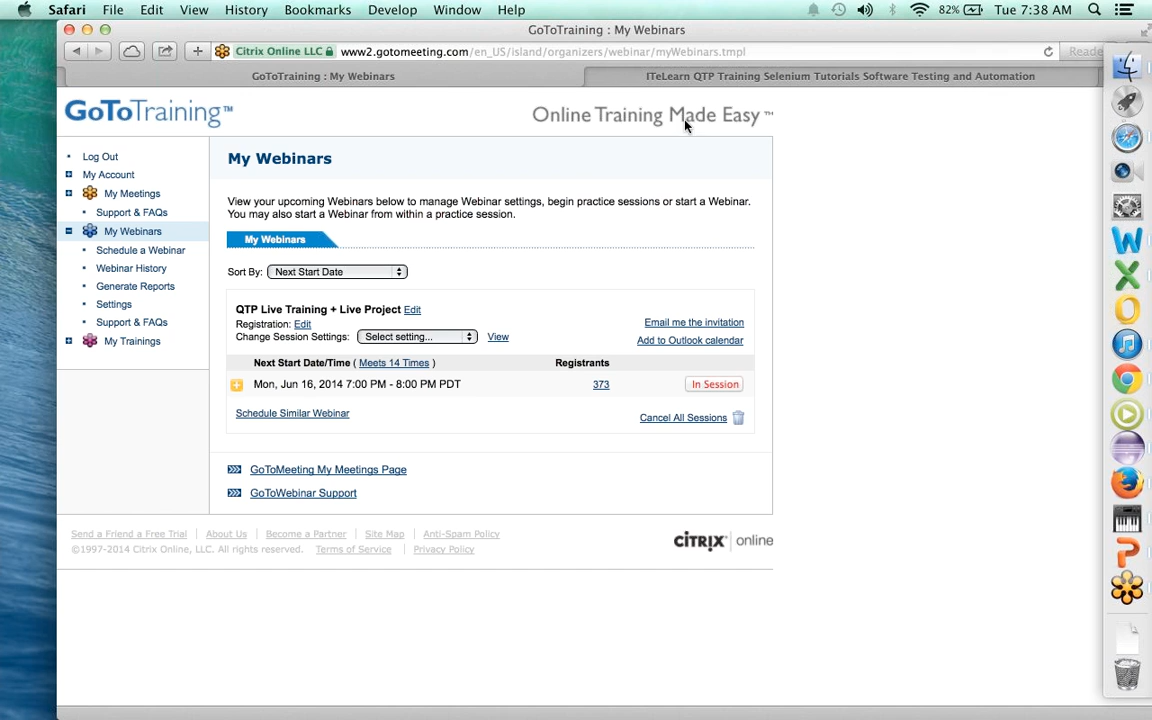 Safari File Edit View History Bookmarks Develop Window Help 82% Tue 7:38 AM
GoToTraining : My Webinars
Citrix Online LLC www2.gotomeeting.com/en_US/island/organizers/webinar/myWebinars.tmpl Reade
GoToTraining : My Webinars ITeLearn QTP Training Selenium Tutorials Software Testing and Automation
GoToTraining™ Online Training Made Easy™
Log Out
My Account
My Meetings
Support & FAQs
My Webinars
Schedule a Webinar
Webinar History
Generate Reports
Settings
Support & FAQs
My Trainings
My Webinars
View your upcoming Webinars below to manage Webinar settings, begin practice sessions or start a Webinar.
You may also start a Webinar from within a practice session.
My Webinars
Sort By: Next Start Date
QTP Live Training + Live Project Edit
Registration: Edit
Change Session Settings: Select setting... View
Email me the invitation
Add to Outlook calendar
Next Start Date/Time ( Meets 14 Times ) Registrants
Mon, Jun 16, 2014 7:00 PM - 8:00 PM PDT 373 In Session
Schedule Similar Webinar Cancel All Sessions
GoToMeeting My Meetings Page
GoToWebinar Support
Send a Friend a Free Trial About Us Become a Partner Site Map Anti-Spam Policy
©1997-2014 Citrix Online, LLC. All rights reserved. Terms of Service Privacy Policy
CITRIX online